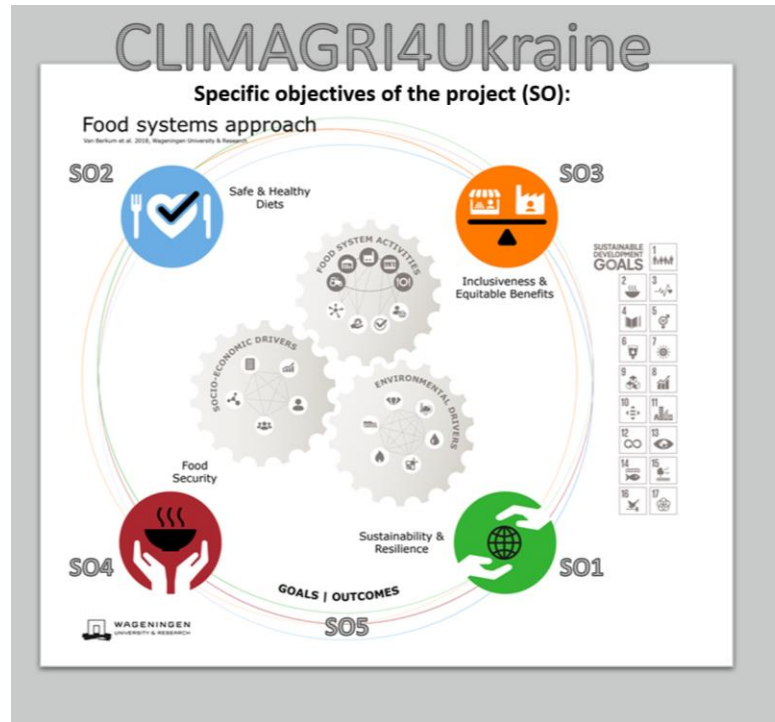 CLIMAGRI4Ukraine
Specific objectives of the project (SO):
Food systems approach
Van Berkum et al. 2018, Wageningen University & Research
SO2
Safe & Healthy
Diets
SO3
Inclusiveness &
Equitable Benefits
FOOD SYSTEM ACTIVITIES
SOCIO-ECONOMIC DRIVERS
ENVIRONMENTAL DRIVERS
SUSTAINABLE
DEVELOPMENT
GOALS
1
2
3
4
5
6
7
8
9
10
11
12
13
14
15
16
17
Food
Security
SO4
Sustainability &
Resilience
SO1
GOALS | OUTCOMES
SO5
WAGENINGEN
UNIVERSITY & RESEARCH